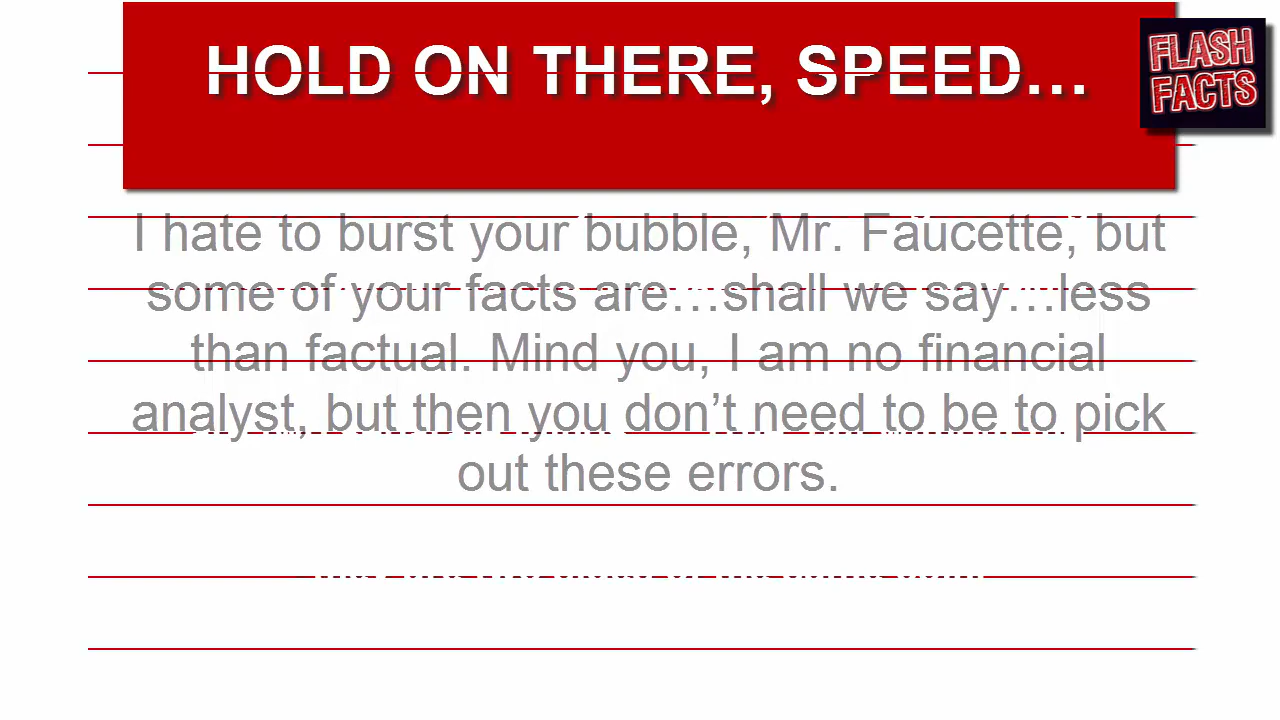 HOLD ON THERE, SPEED…
FLASH
FACTS
I hate to burst your bubble, Mr. Faucette, but
some of your facts are…shall we say…less
than factual. Mind you, I am no financial
analyst, but then you don’t need to be to pick
out these errors.